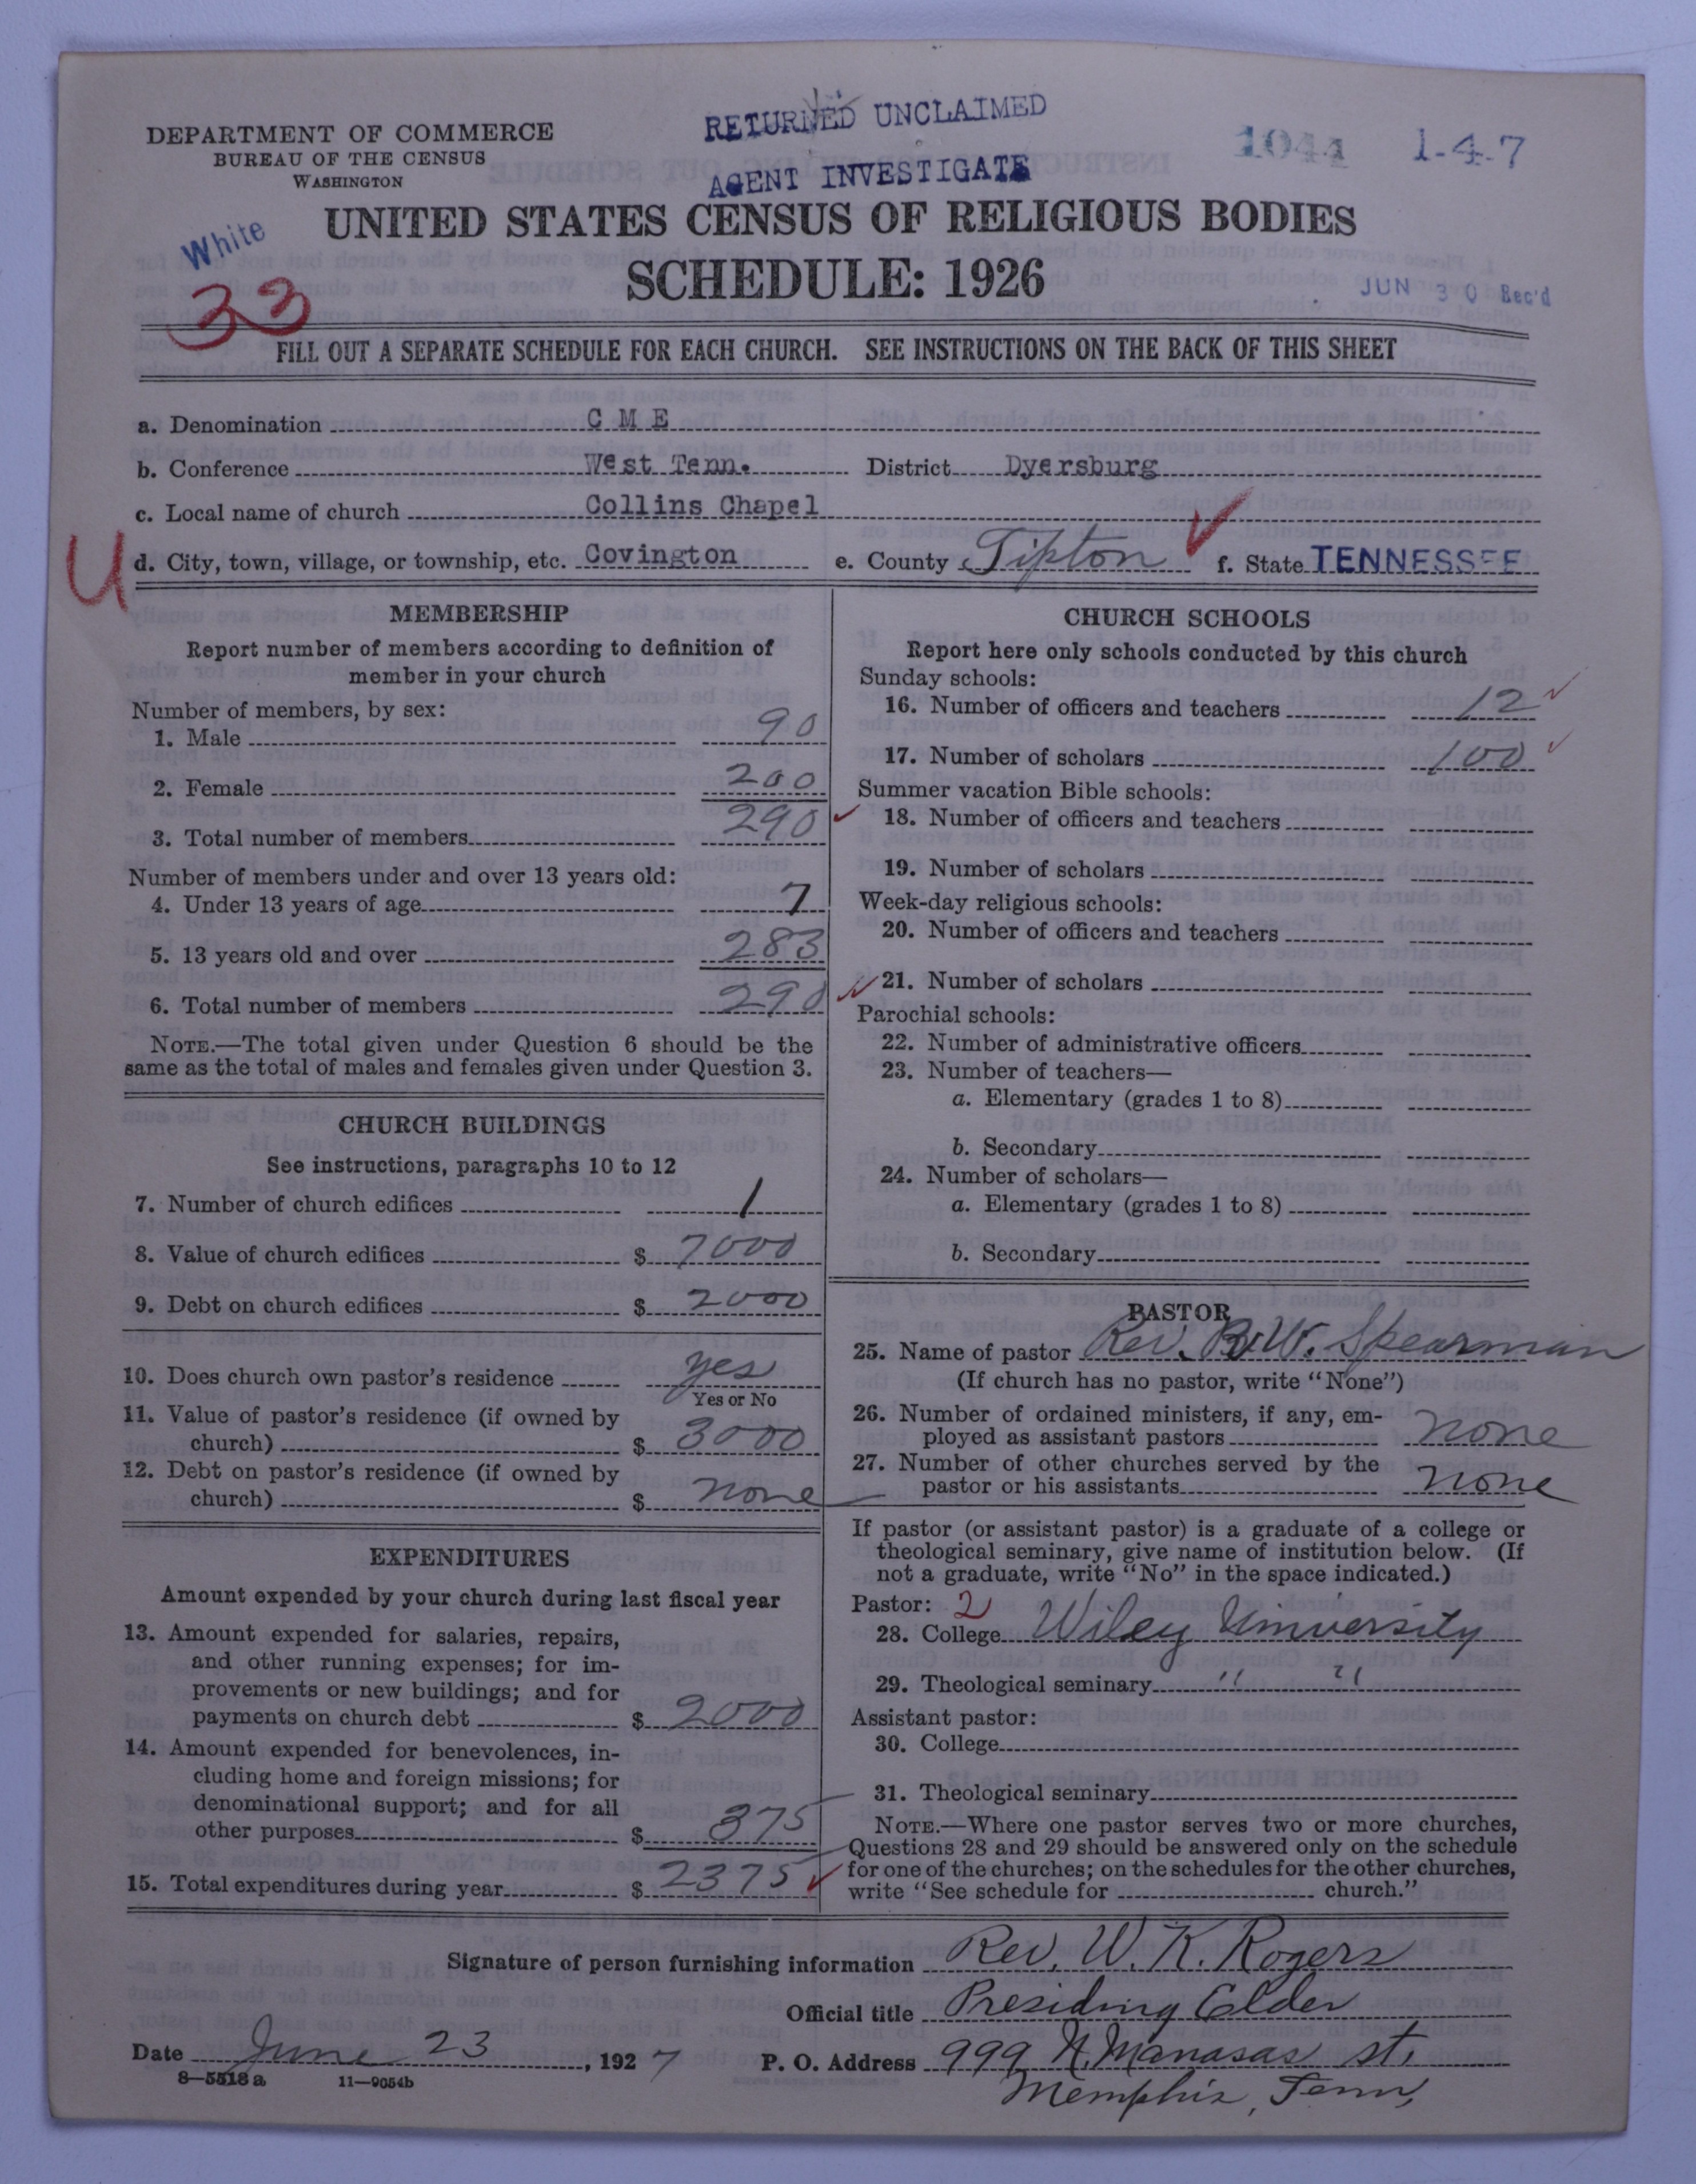 DEPARTMENT OF COMMERCE
BUREAU OF THE CENSUS
WASHINGTON
RETURNED UNCLAIMED
AGENT INVESTIGATE
1044 1-4-7
White
33
UNITED STATES CENSUS OF RELIGIOUS BODIES
SCHEDULE: 1926
JUN 30 Rec'd
FILL OUT A SEPARATE SCHEDULE FOR EACH CHURCH. SEE INSTRUCTIONS ON THE BACK OF THIS SHEET
a. Denomination C M E
b. Conference West Tenn. District Dyersburg
c. Local name of church Collins Chapel
U d. City, town, village, or township, etc. Covington e. County Tipton f. State TENNESSEE
MEMBERSHIP
Report number of members according to definition of
member in your church
Number of members, by sex:
1. Male 90
2. Female 200
3. Total number of members 290
Number of members under and over 13 years old:
4. Under 13 years of age 7
5. 13 years old and over 283
6. Total number of members 290
NOTE.—The total given under Question 6 should be the
same as the total of males and females given under Question 3.
CHURCH BUILDINGS
See instructions, paragraphs 10 to 12
7. Number of church edifices 1
8. Value of church edifices $ 7000
9. Debt on church edifices $ 2000
10. Does church own pastor's residence yes
Yes or No
11. Value of pastor's residence (if owned by
church) $ 3000
12. Debt on pastor's residence (if owned by
church) $ none
EXPENDITURES
Amount expended by your church during last fiscal year
13. Amount expended for salaries, repairs,
and other running expenses; for im-
provements or new buildings; and for
payments on church debt $ 2000
14. Amount expended for benevolences, in-
cluding home and foreign missions; for
denominational support; and for all
other purposes $ 375
15. Total expenditures during year $ 2375
CHURCH SCHOOLS
Report here only schools conducted by this church
Sunday schools:
16. Number of officers and teachers 12
17. Number of scholars 100
Summer vacation Bible schools:
18. Number of officers and teachers
19. Number of scholars
Week-day religious schools:
20. Number of officers and teachers
21. Number of scholars
Parochial schools:
22. Number of administrative officers
23. Number of teachers—
a. Elementary (grades 1 to 8)
b. Secondary
24. Number of scholars—
a. Elementary (grades 1 to 8)
b. Secondary
PASTOR
25. Name of pastor Rev. B.W. Spearman
(If church has no pastor, write "None")
26. Number of ordained ministers, if any, em-
ployed as assistant pastors none
27. Number of other churches served by the
pastor or his assistants none
If pastor (or assistant pastor) is a graduate of a college or
theological seminary, give name of institution below. (If
not a graduate, write "No" in the space indicated.)
Pastor: 2
28. College Wiley University
29. Theological seminary " "
Assistant pastor:
30. College
31. Theological seminary
NOTE.—Where one pastor serves two or more churches,
Questions 28 and 29 should be answered only on the schedule
for one of the churches; on the schedules for the other churches,
write "See schedule for church."
Signature of person furnishing information Rev. W. K. Rogers
Official title Presiding Elder
Date June 23, 1927 P. O. Address 999 N. Manasas st.
Memphis, Tenn,
8—5518a 11—9054b